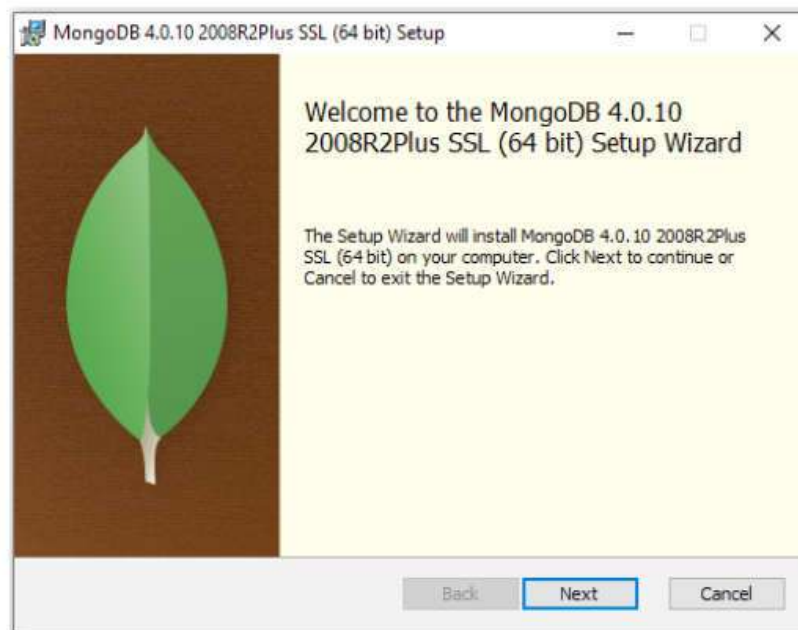 MongoDB 4.0.10 2008R2Plus SSL (64 bit) Setup
Welcome to the MongoDB 4.0.10
2008R2Plus SSL (64 bit) Setup Wizard
The Setup Wizard will install MongoDB 4.0.10 2008R2Plus
SSL (64 bit) on your computer. Click Next to continue or
Cancel to exit the Setup Wizard.
Back Next Cancel